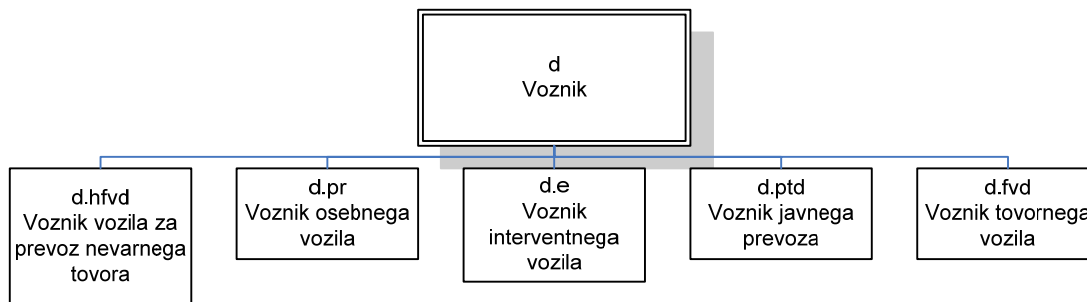 d
Voznik
d.hfvd
Voznik vozila za
prevoz nevarnega
tovora
d.pr
Voznik osebnega
vozila
d.e
Voznik
interventnega
vozila
d.ptd
Voznik javnega
prevoza
d.fvd
Voznik tovornega
vozila